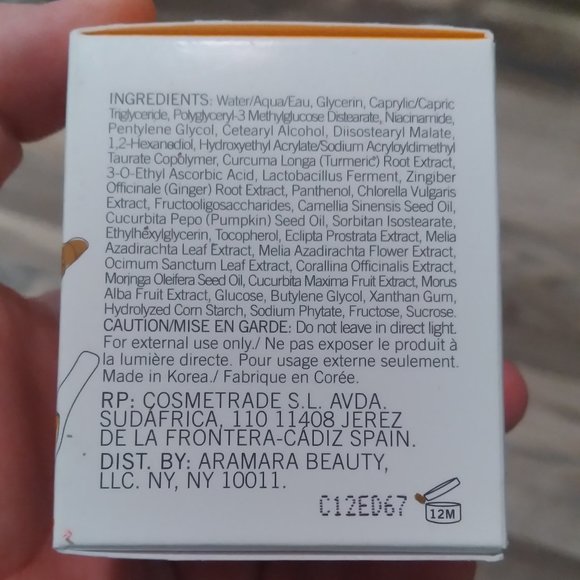 INGREDIENTS: Water/Aqua/Eau, Glycerin, Caprylic/Capric
Triglyceride, Polyglyceryl-3 Methylglucose Distearate, Niacinamide,
Pentylene Glycol, Cetearyl Alcohol, Diisostearyl Malate,
1,2-Hexanediol, Hydroxyethyl Acrylate/Sodium Acryloyldimethyl
Taurate Copolymer, Curcuma Longa (Turmeric) Root Extract,
3-O-Ethyl Ascorbic Acid, Lactobacillus Ferment, Zingiber
Officinale (Ginger) Root Extract, Panthenol, Chlorella Vulgaris
Extract, Fructooligosaccharides, Camellia Sinensis Seed Oil,
Cucurbita Pepo (Pumpkin) Seed Oil, Sorbitan Isostearate,
Ethylhexylglycerin, Tocopherol, Eclipta Prostrata Extract, Melia
Azadirachta Leaf Extract, Melia Azadirachta Flower Extract,
Ocimum Sanctum Leaf Extract, Corallina Officinalis Extract,
Moringa Oleifera Seed Oil, Cucurbita Maxima Fruit Extract, Morus
Alba Fruit Extract, Glucose, Butylene Glycol, Xanthan Gum,
Hydrolyzed Corn Starch, Sodium Phytate, Fructose, Sucrose.
CAUTION/MISE EN GARDE: Do not leave in direct light.
For external use only./ Ne pas exposer le produit à
la lumière directe. Pour usage externe seulement.
Made in Korea./ Fabrique en Corée.
RP: COSMETRADE S.L. AVDA.
SUDÁFRICA, 110 11408 JEREZ
DE LA FRONTERA-CÁDIZ SPAIN.
DIST. BY: ARAMARA BEAUTY,
LLC. NY, NY 10011.
C12ED67
12M